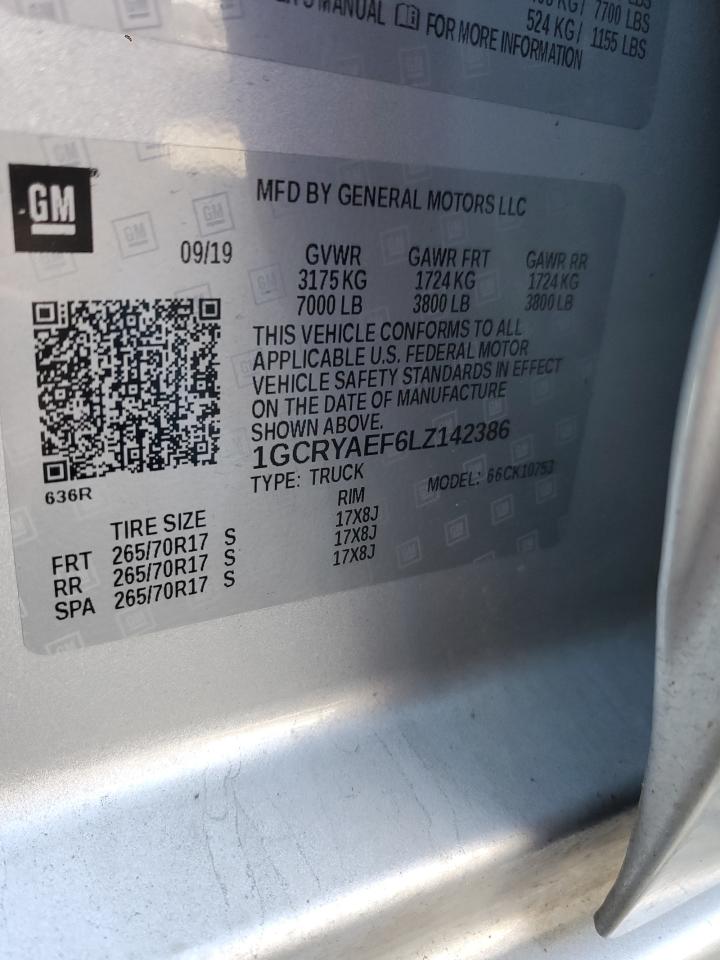 7700 LBS
524 KG / 1155 LBS
MANUAL FOR MORE INFORMATION
GM
MFD BY GENERAL MOTORS LLC
09/19 GVWR GAWR FRT GAWR RR
3175 KG 1724 KG 1724 KG
7000 LB 3800 LB 3800 LB
THIS VEHICLE CONFORMS TO ALL
APPLICABLE U.S. FEDERAL MOTOR
VEHICLE SAFETY STANDARDS IN EFFECT
ON THE DATE OF MANUFACTURE
SHOWN ABOVE.
1GCRYAEF6LZ142386
TYPE: TRUCK MODEL: 66CK10753
636R
TIRE SIZE RIM
FRT 265/70R17 S 17X8J
RR 265/70R17 S 17X8J
SPA 265/70R17 S 17X8J